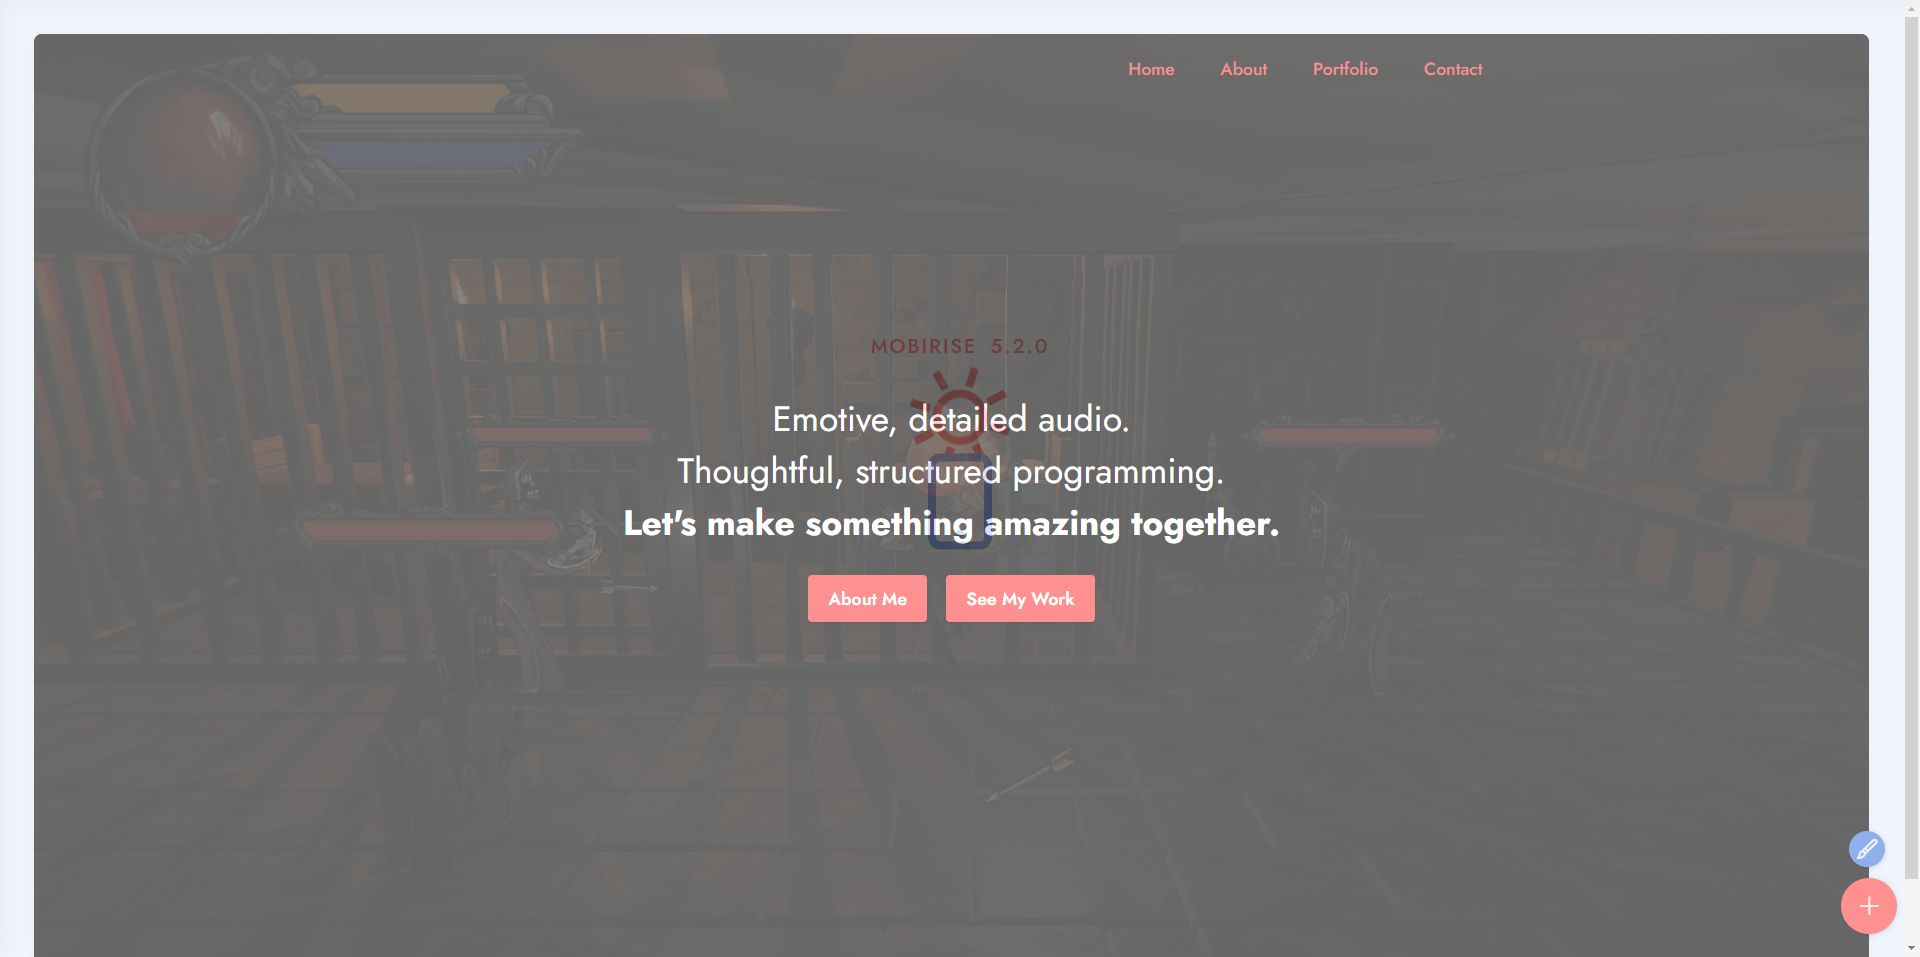 Home About Portfolio Contact
MOBIRISE 5.2.0
Emotive, detailed audio.
Thoughtful, structured programming.
Let's make something amazing together.
About Me See My Work